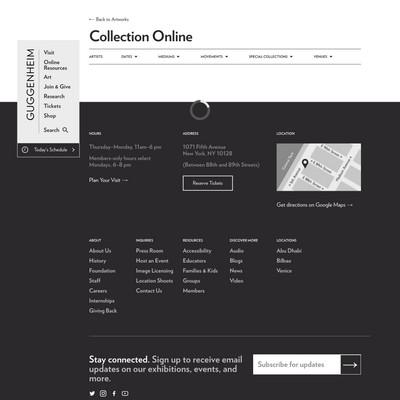 ← Back to Artworks
Collection Online
ARTISTS DATES MEDIUMS MOVEMENTS SPECIAL COLLECTIONS VENUES
GUGGENHEIM
Visit
Online
Resources
Art
Join & Give
Research
Tickets
Shop
Search
Today's Schedule
HOURS
Thursday–Monday, 11am–6 pm
Members-only hours select
Mondays, 6–8 pm
Plan Your Visit →
ADDRESS
1071 Fifth Avenue
New York, NY 10128
(Between 88th and 89th Streets)
Reserve Tickets
LOCATION
Get directions on Google Maps →
ABOUT
About Us
History
Foundation
Staff
Careers
Internships
Giving Back
INQUIRIES
Press Room
Host an Event
Image Licensing
Location Shoots
Contact Us
RESOURCES
Accessibility
Educators
Families & Kids
Groups
Members
DISCOVER MORE
Audio
Blogs
News
Video
LOCATIONS
Abu Dhabi
Bilbao
Venice
Stay connected. Sign up to receive email
updates on our exhibitions, events, and
more.
Subscribe for updates